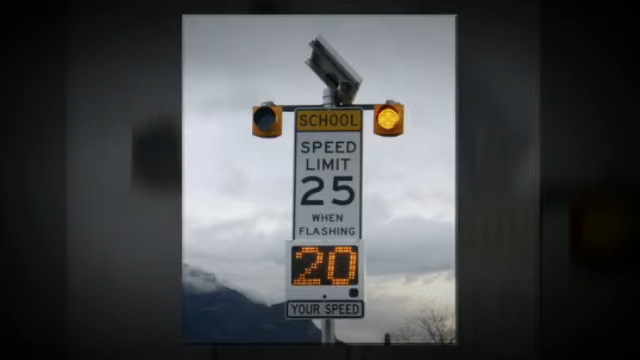 SCHOOL
SPEED
LIMIT
25
WHEN
FLASHING
20
YOUR SPEED